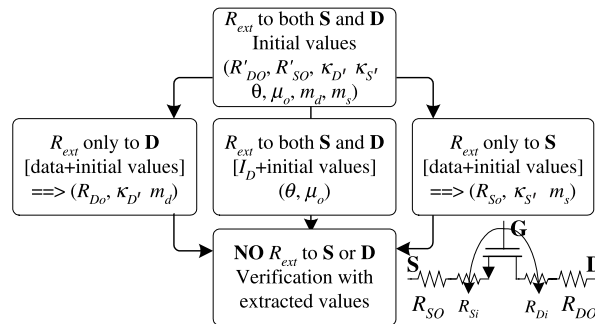 R_ext to both S and D
Initial values
(R'_DO, R'_SO, κ_D', κ_S'
θ, μ_o, m_d, m_s)
R_ext only to D
[data+initial values]
==> (R_Do, κ_D' m_d)
R_ext to both S and D
[I_D+initial values]
(θ, μ_o)
R_ext only to S
[data+initial values]
==> (R_So, κ_S' m_s)
NO R_ext to S or D
Verification with
extracted values
G
S
D
R_SO
R_Si
R_Di
R_DO